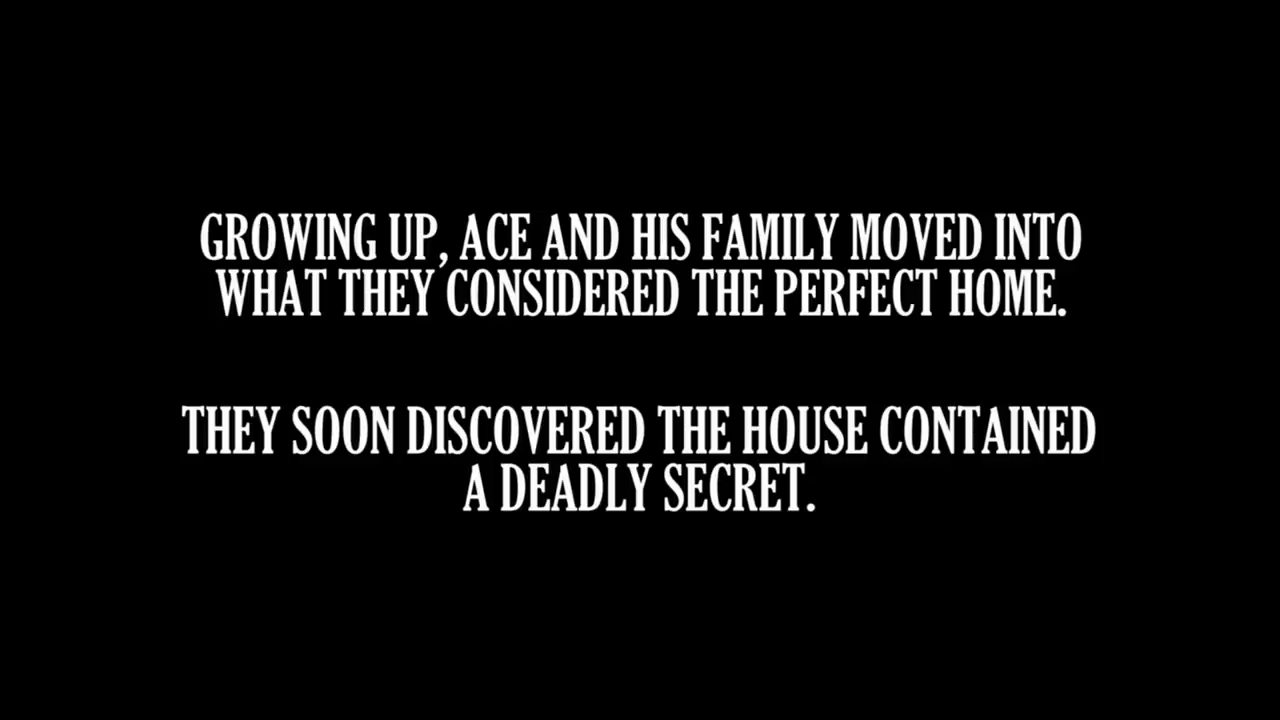 GROWING UP, ACE AND HIS FAMILY MOVED INTO
WHAT THEY CONSIDERED THE PERFECT HOME.
THEY SOON DISCOVERED THE HOUSE CONTAINED
A DEADLY SECRET.